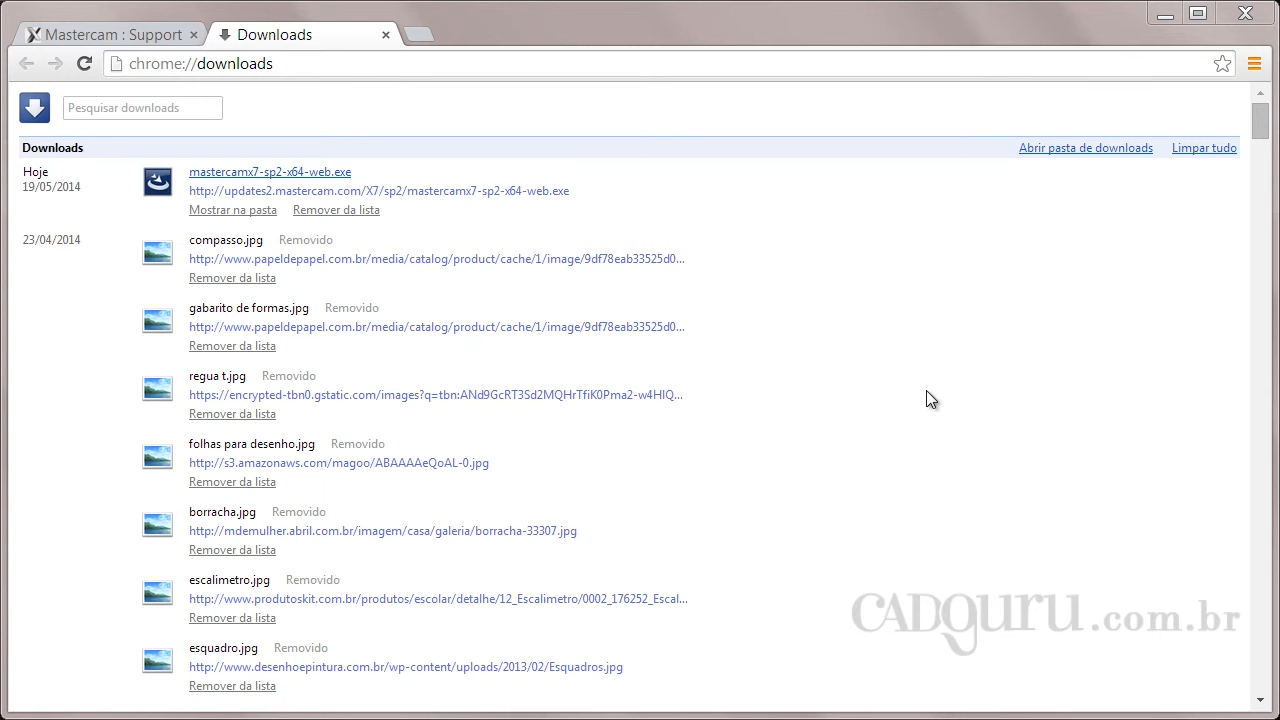 Mastercam : Support
Downloads
chrome://downloads
Pesquisar downloads
Downloads
Abrir pasta de downloads
Limpar tudo
Hoje
19/05/2014
mastercamx7-sp2-x64-web.exe
http://updates2.mastercam.com/X7/sp2/mastercamx7-sp2-x64-web.exe
Mostrar na pasta Remover da lista
23/04/2014
compasso.jpg Removido
http://www.papeldepapel.com.br/media/catalog/product/cache/1/image/9df78eab33525d0...
Remover da lista
gabarito de formas.jpg Removido
http://www.papeldepapel.com.br/media/catalog/product/cache/1/image/9df78eab33525d0...
Remover da lista
regua t.jpg Removido
https://encrypted-tbn0.gstatic.com/images?q=tbn:ANd9GcRT3Sd2MQHrTfiK0Pma2-w4HIQ...
Remover da lista
folhas para desenho.jpg Removido
http://s3.amazonaws.com/magoo/ABAAAAeQoAL-0.jpg
Remover da lista
borracha.jpg Removido
http://mdemulher.abril.com.br/imagem/casa/galeria/borracha-33307.jpg
Remover da lista
escalimetro.jpg Removido
http://www.produtoskit.com.br/produtos/escolar/detalhe/12_Escalimetro/0002_176252_Escal...
Remover da lista
esquadro.jpg Removido
http://www.desenhoepintura.com.br/wp-content/uploads/2013/02/Esquadros.jpg
Remover da lista
CADGURU.com.br